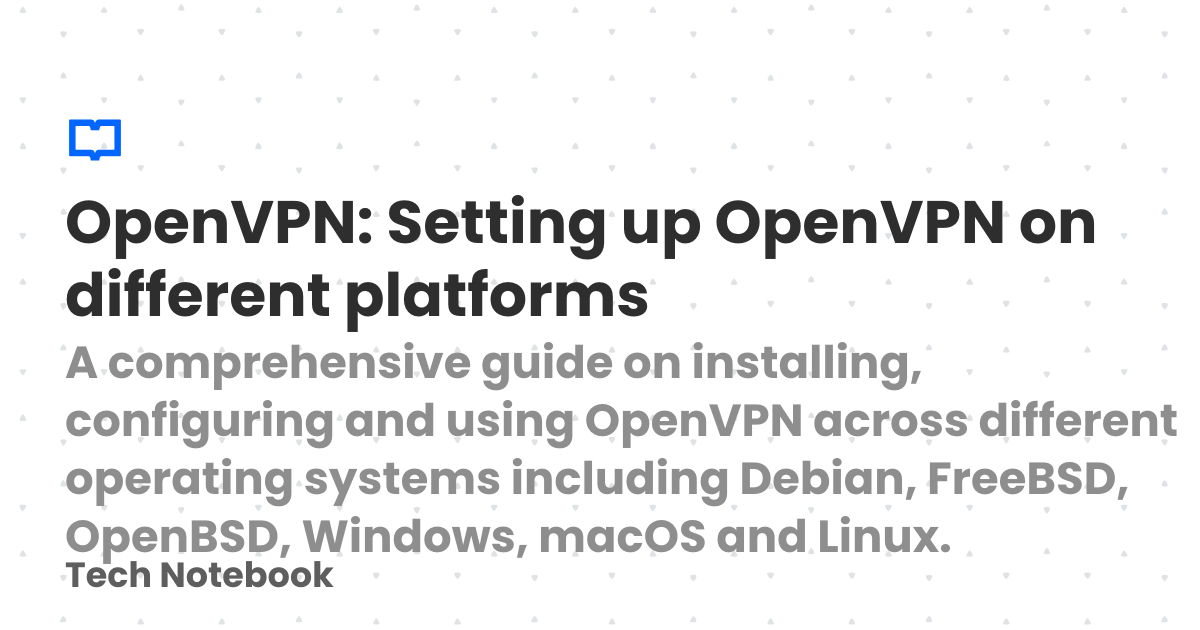 OpenVPN: Setting up OpenVPN on
different platforms
A comprehensive guide on installing,
configuring and using OpenVPN across different
operating systems including Debian, FreeBSD,
OpenBSD, Windows, macOS and Linux.
Tech Notebook